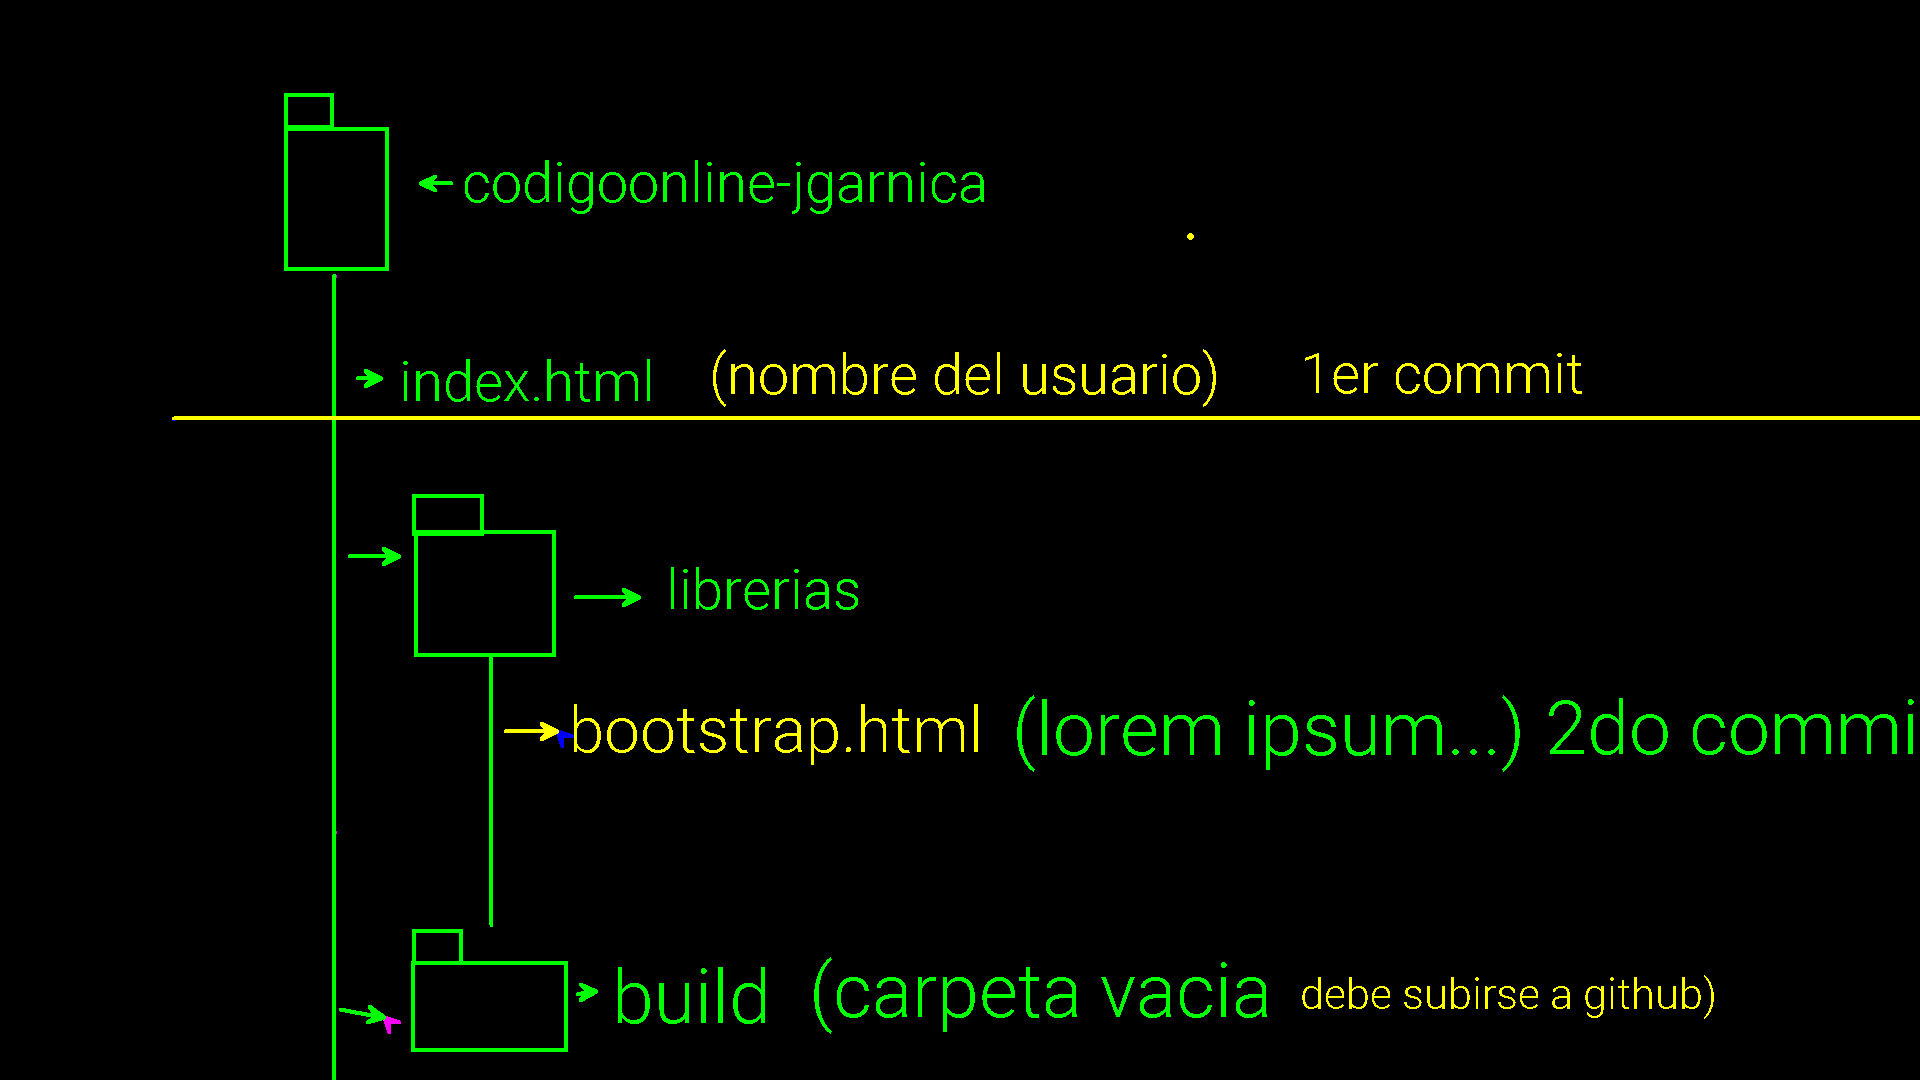 codigoonline-jgarnica
index.html (nombre del usuario) 1er commit
librerias
bootstrap.html (lorem ipsum...) 2do commi
build (carpeta vacia debe subirse a github)